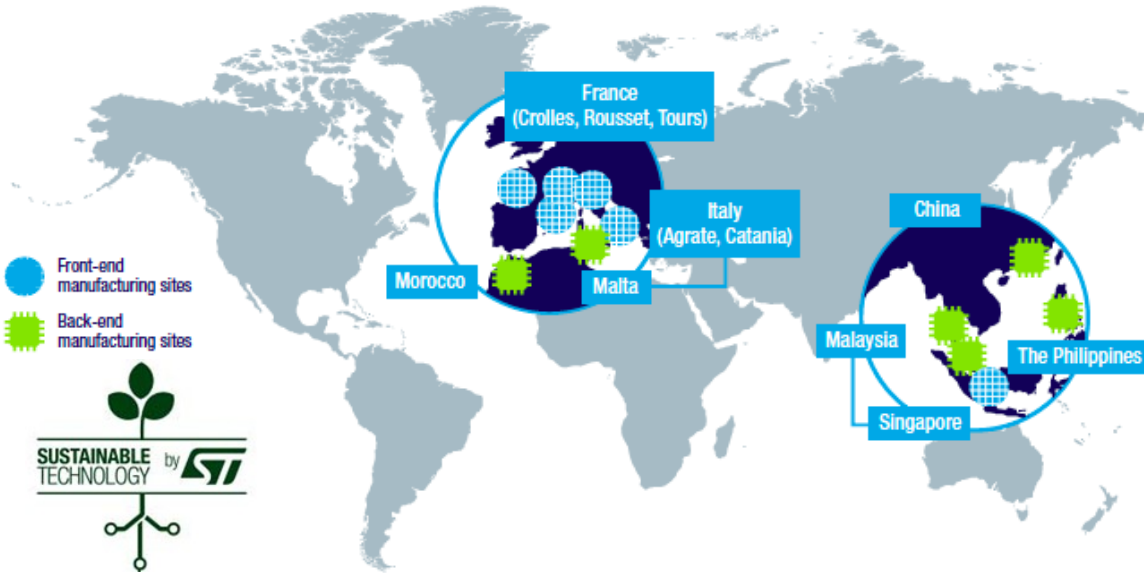 France
(Crolles, Rousset, Tours)
Italy
(Agrate, Catania)
China
Front-end
manufacturing sites
Morocco
Malta
Back-end
manufacturing sites
Malaysia
The Philippines
Singapore
SUSTAINABLE
TECHNOLOGY by ST